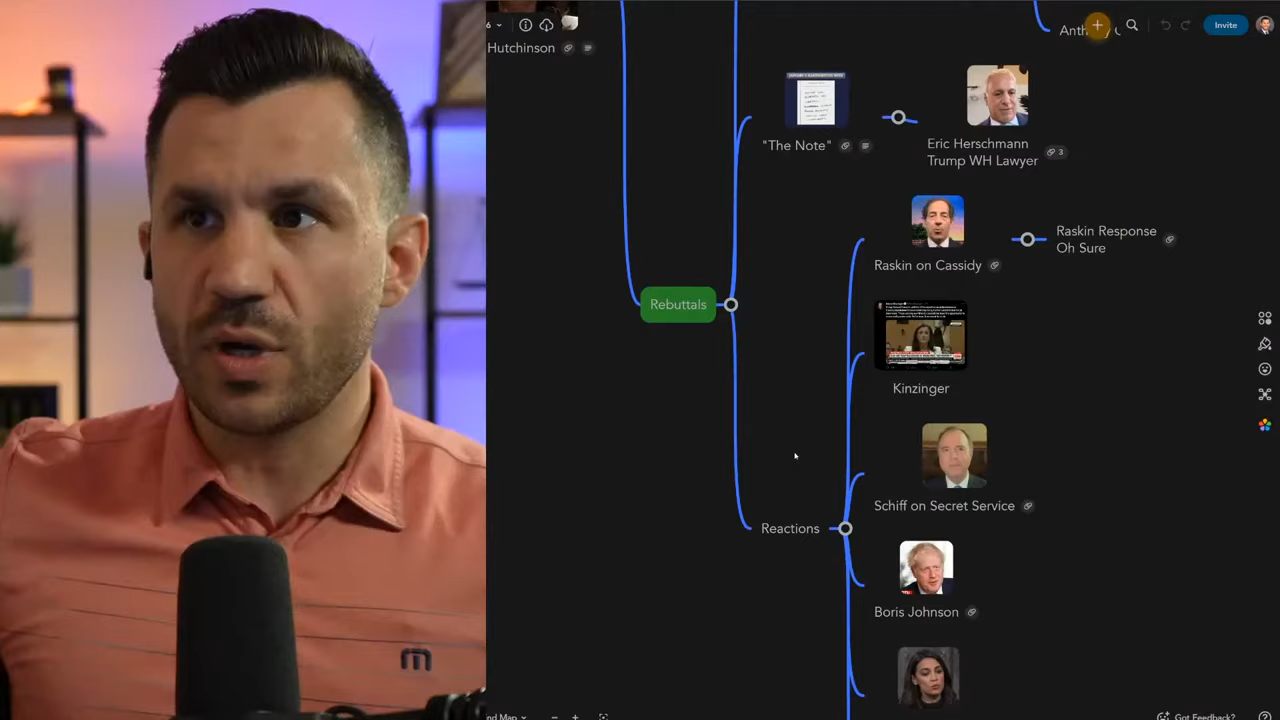 6
Invite
Hutchinson
"The Note"
Eric Herschmann
Trump WH Lawyer
3
Raskin on Cassidy
Raskin Response
Oh Sure
Rebuttals
Kinzinger
Schiff on Secret Service
Reactions
Boris Johnson
Got Feedback?